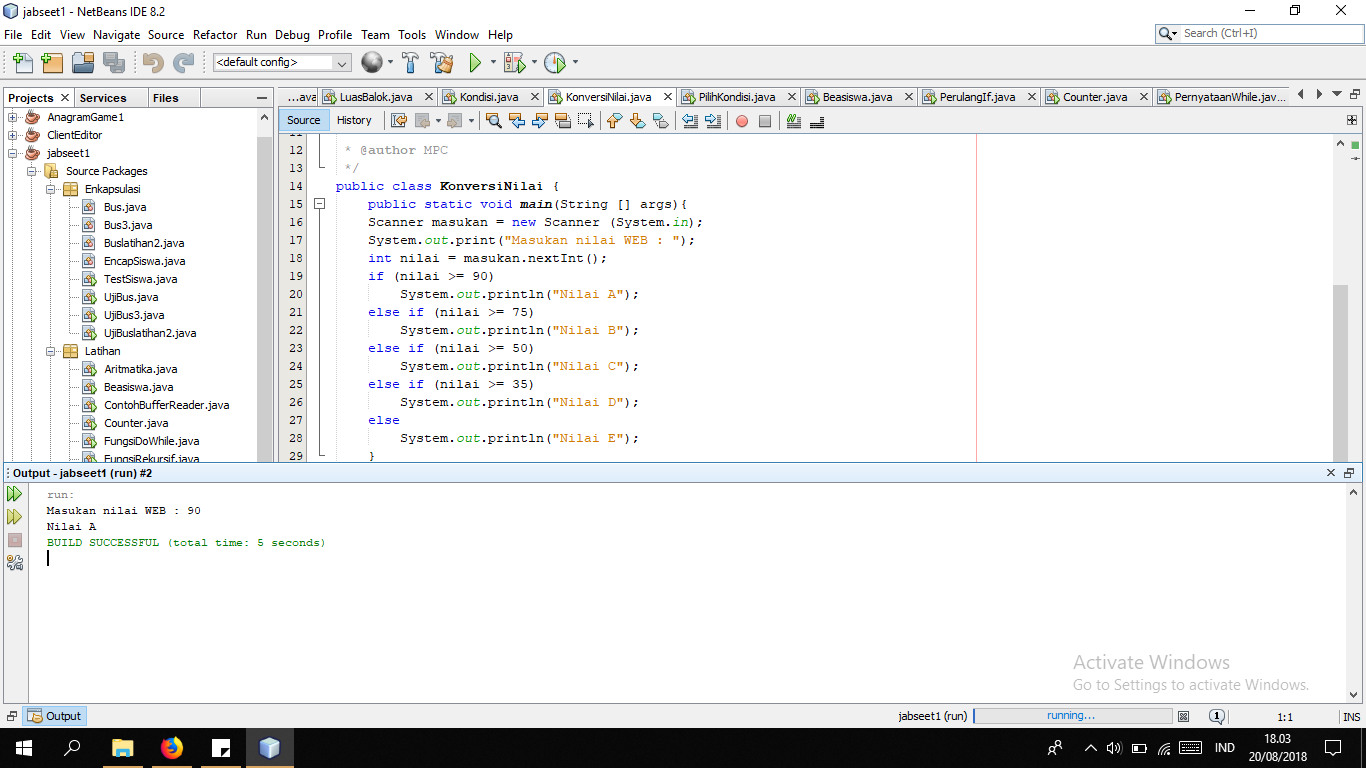 jabseet1 - NetBeans IDE 8.2
File Edit View Navigate Source Refactor Run Debug Profile Team Tools Window Help
Search (Ctrl+I)
<default config>
Projects Services Files
...ava LuasBalok.java Kondisi.java KonversiNilai.java PilihKondisi.java Beasiswa.java PerulangIf.java Counter.java PernyataanWhile.jav...
AnagramGame1
ClientEditor
jabseet1
Source Packages
Enkapsulasi
Bus.java
Bus3.java
Buslatihan2.java
EncapSiswa.java
TestSiswa.java
UjiBus.java
UjiBus3.java
UjiBuslatihan2.java
Latihan
Aritmatika.java
Beasiswa.java
ContohBufferReader.java
Counter.java
FungsiDoWhile.java
FungsiRekursif.java
Source History
11
12 * @author MPC
13 */
14 public class KonversiNilai {
15 public static void main(String [] args){
16 Scanner masukan = new Scanner (System.in);
17 System.out.print("Masukan nilai WEB : ");
18 int nilai = masukan.nextInt();
19 if (nilai >= 90)
20 System.out.println("Nilai A");
21 else if (nilai >= 75)
22 System.out.println("Nilai B");
23 else if (nilai >= 50)
24 System.out.println("Nilai C");
25 else if (nilai >= 35)
26 System.out.println("Nilai D");
27 else
28 System.out.println("Nilai E");
29 }
Output - jabseet1 (run) #2
run:
Masukan nilai WEB : 90
Nilai A
BUILD SUCCESSFUL (total time: 5 seconds)
Activate Windows
Go to Settings to activate Windows.
Output
jabseet1 (run) running... 1 1:1 INS
IND
18.03
20/08/2018